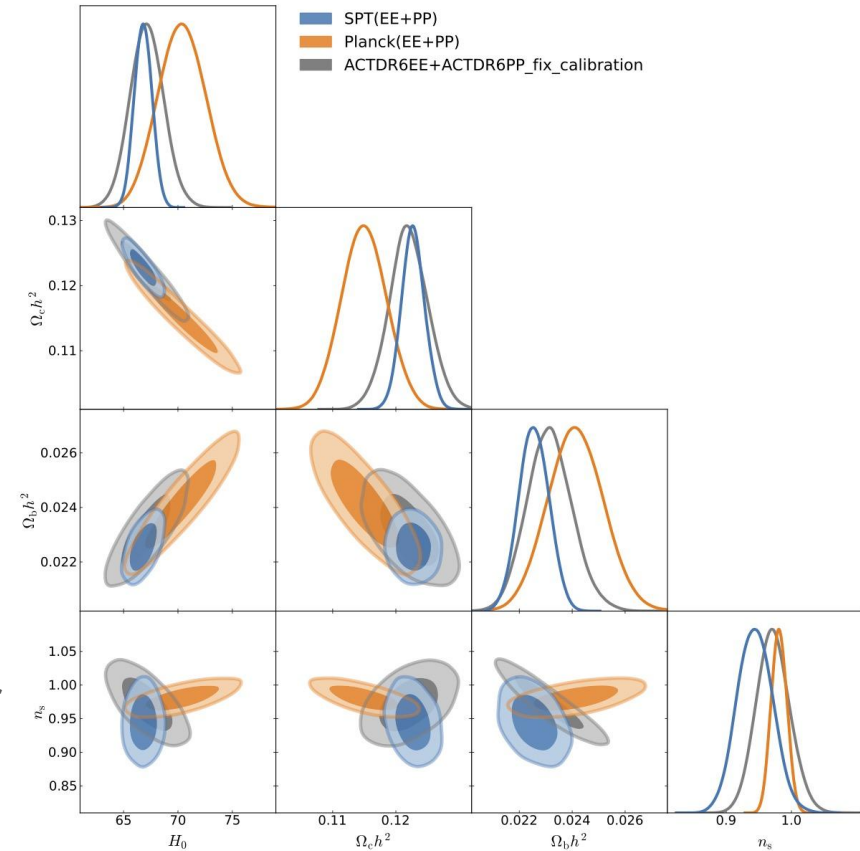 SPT(EE+PP)
Planck(EE+PP)
ACTDR6EE+ACTDR6PP_fix_calibration
0.13
0.12
0.11
Ωch²
0.026
0.024
0.022
Ωbh²
1.05
1.00
0.95
0.90
0.85
ns
65 70 75 0.11 0.12 0.022 0.024 0.026 0.9 1.0
H0 Ωch² Ωbh² ns